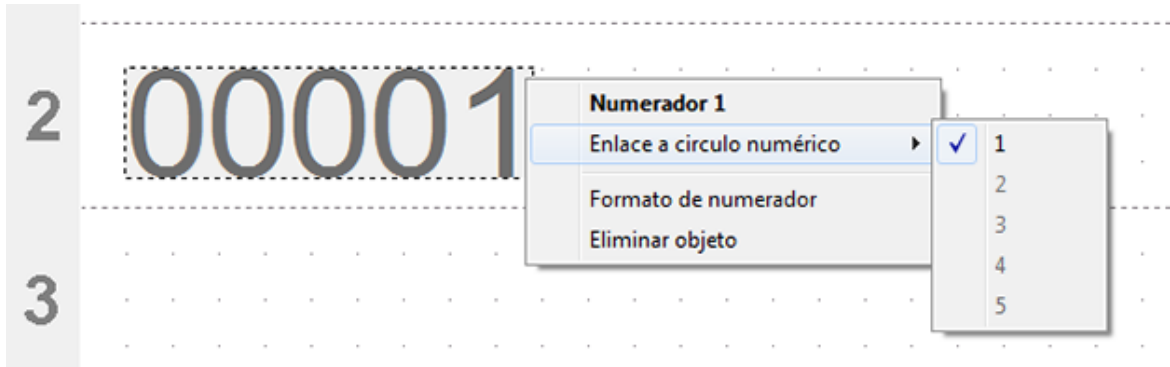 2
00001
Numerador 1
Enlace a circulo numérico
1
2
3
4
5
Formato de numerador
Eliminar objeto
3